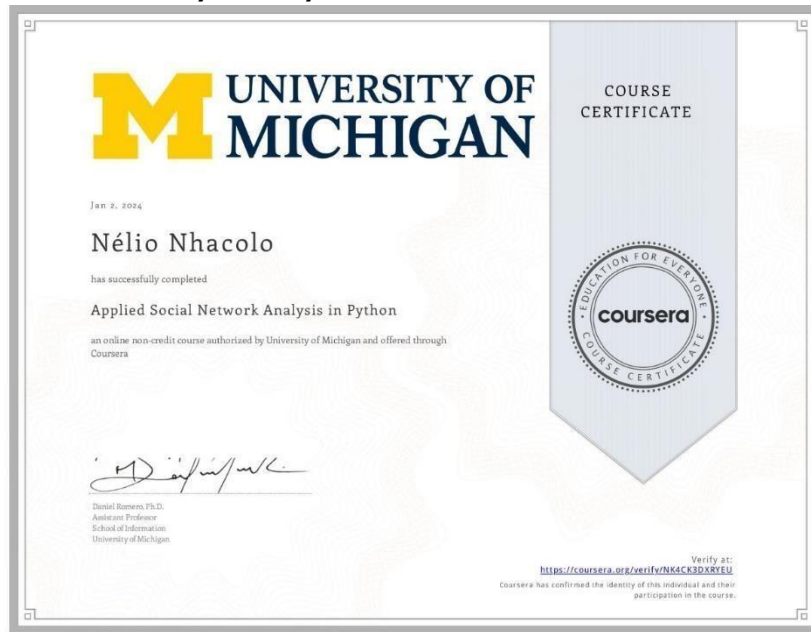 UNIVERSITY OF
MICHIGAN
COURSE
CERTIFICATE
Jan 2, 2024
Nélio Nhacolo
has successfully completed
Applied Social Network Analysis in Python
an online non-credit course authorized by University of Michigan and offered through
Coursera
EDUCATION FOR EVERYONE
coursera
COURSE CERTIFICATE
Daniel Romero, Ph.D.
Assistant Professor
School of Information
University of Michigan
Verify at:
https://coursera.org/verify/NK4CK3DXRYEU
Coursera has confirmed the identity of this individual and their
participation in the course.